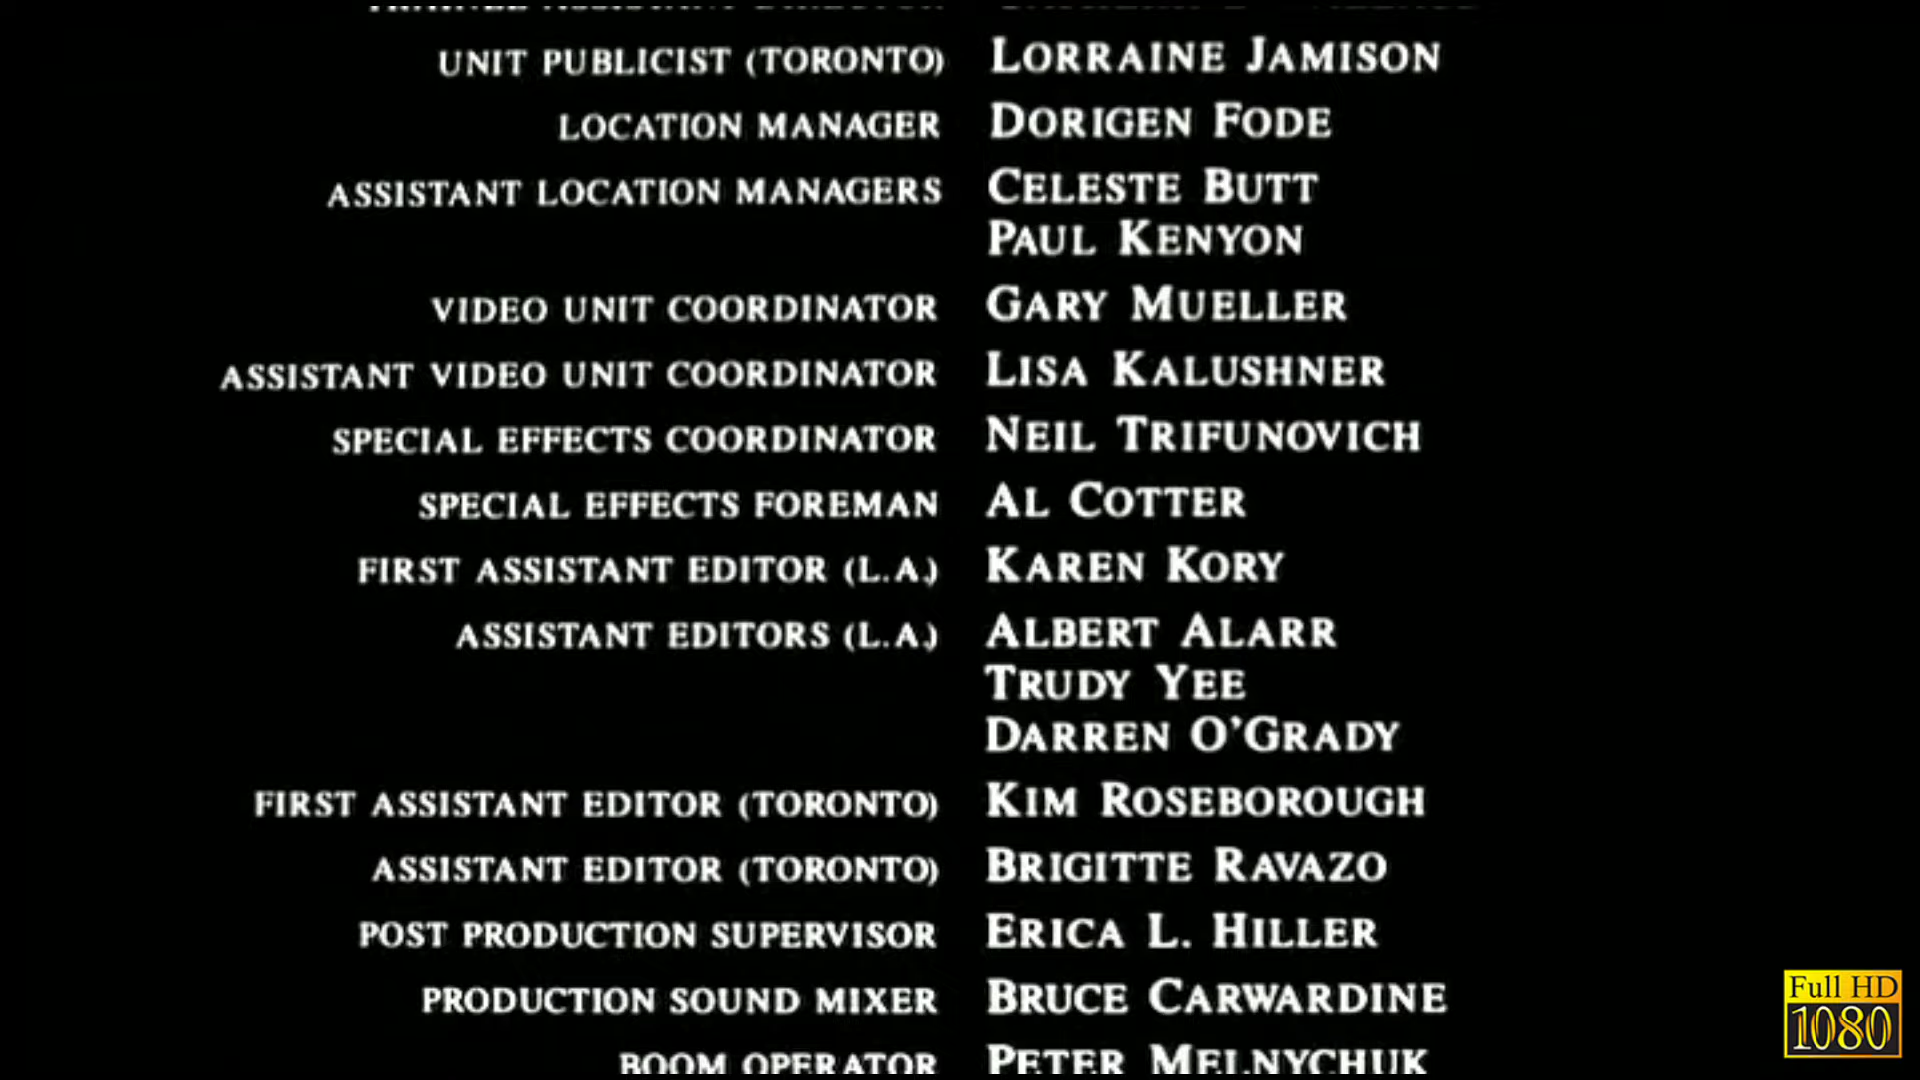 TRAINEE ASSISTANT DIRECTOR
UNIT PUBLICIST (TORONTO) LORRAINE JAMISON
LOCATION MANAGER DORIGEN FODE
ASSISTANT LOCATION MANAGERS CELESTE BUTT
PAUL KENYON
VIDEO UNIT COORDINATOR GARY MUELLER
ASSISTANT VIDEO UNIT COORDINATOR LISA KALUSHNER
SPECIAL EFFECTS COORDINATOR NEIL TRIFUNOVICH
SPECIAL EFFECTS FOREMAN AL COTTER
FIRST ASSISTANT EDITOR (L.A.) KAREN KORY
ASSISTANT EDITORS (L.A.) ALBERT ALARR
TRUDY YEE
DARREN O'GRADY
FIRST ASSISTANT EDITOR (TORONTO) KIM ROSEBOROUGH
ASSISTANT EDITOR (TORONTO) BRIGITTE RAVAZO
POST PRODUCTION SUPERVISOR ERICA L. HILLER
PRODUCTION SOUND MIXER BRUCE CARWARDINE
BOOM OPERATOR PETER MELNYCHUK
Full HD
1080